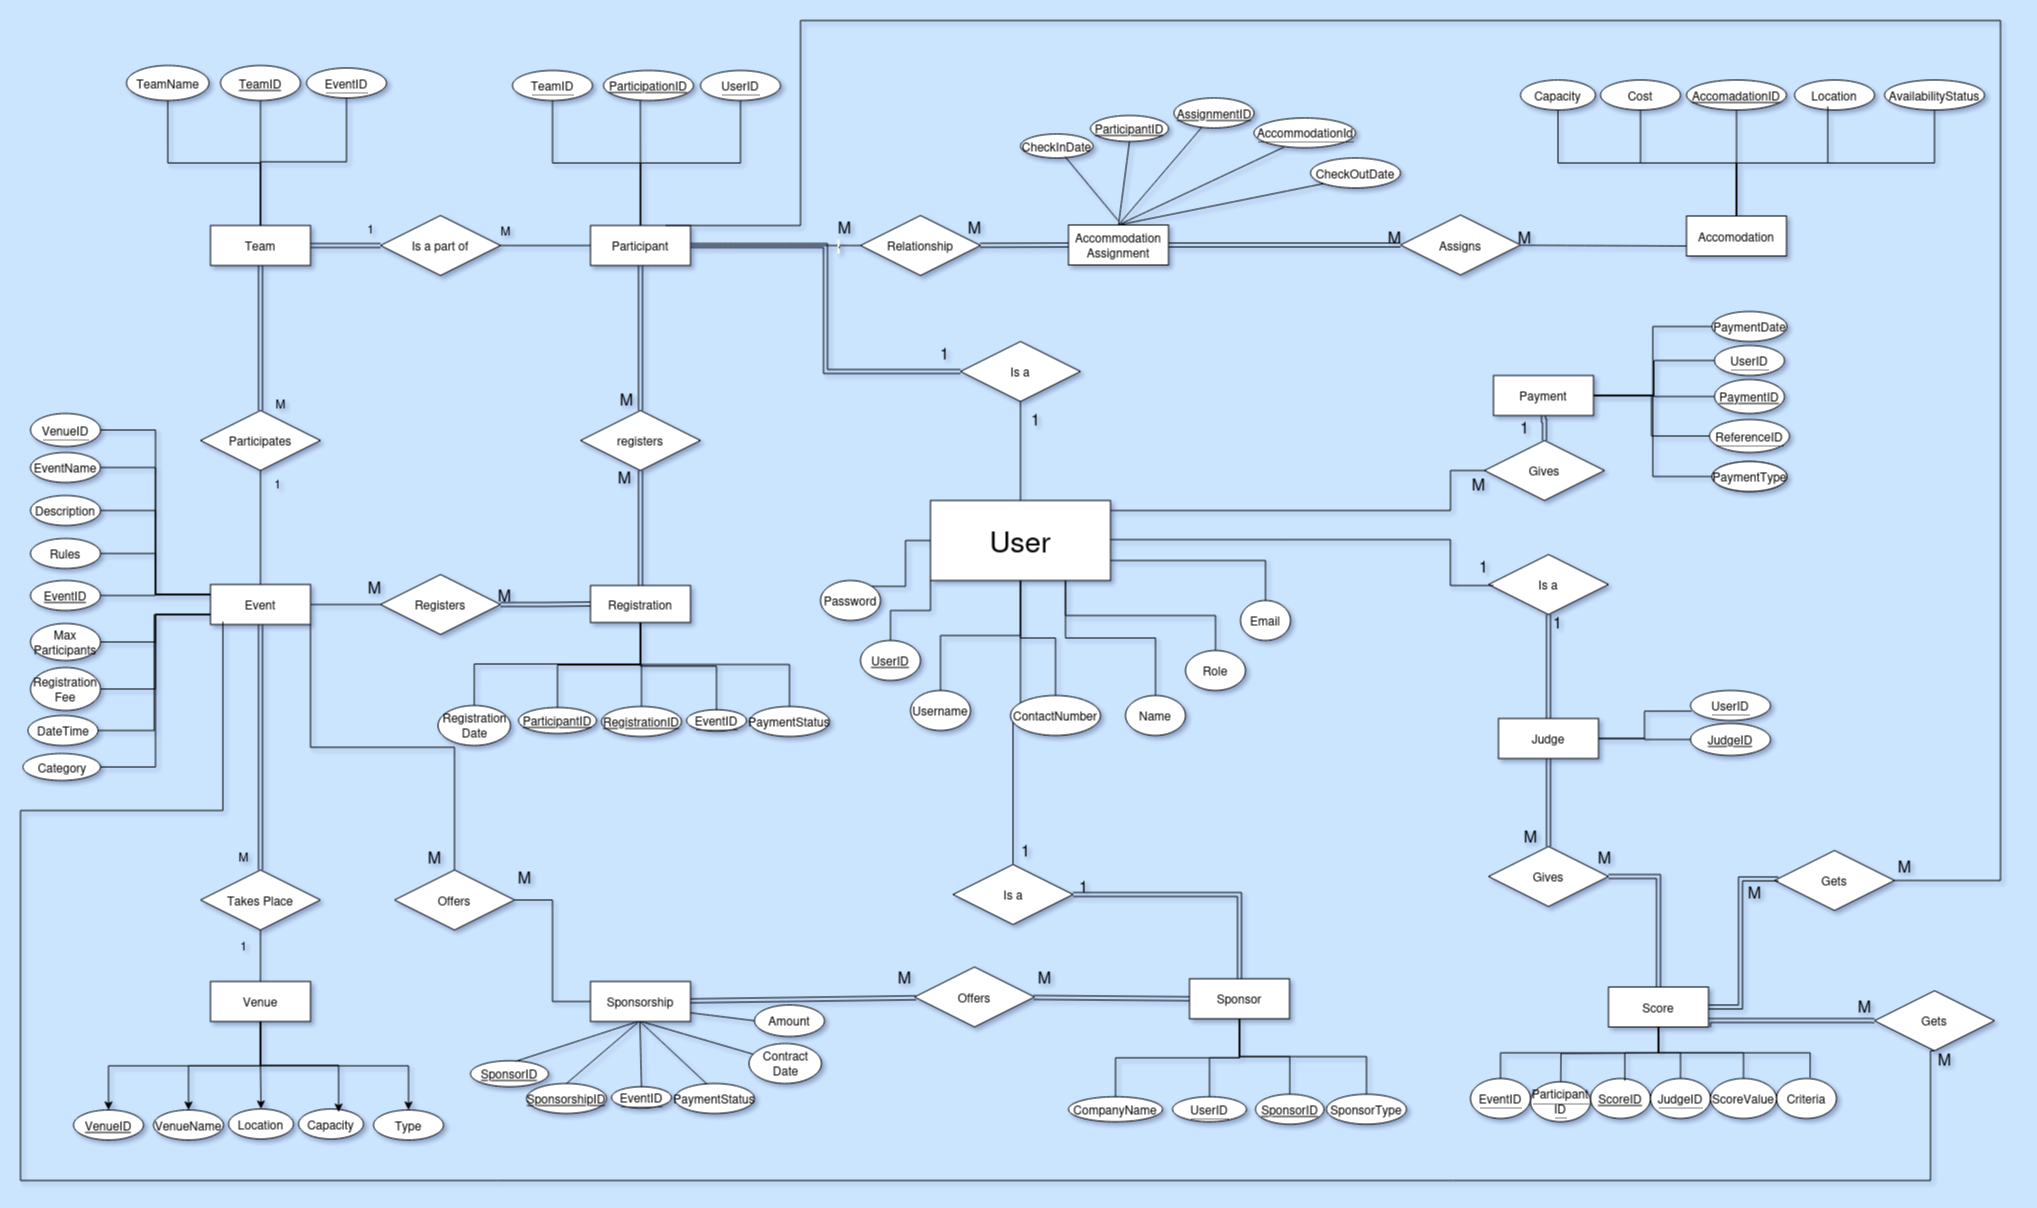 TeamName
TeamID
EventID
TeamID
ParticipationID
UserID
CheckInDate
ParticipantID
AssignmentID
AccommodationId
CheckOutDate
Capacity
Cost
AccomadationID
Location
AvailabilityStatus
Team
1
Is a part of
M
Participant
M
Relationship
M
Accommodation
Assignment
M
Assigns
M
Accomodation
1
Is a
1
PaymentDate
UserID
PaymentID
ReferenceID
PaymentType
Payment
1
Gives
M
M
Participates
1
M
registers
M
VenueID
EventName
Description
Rules
EventID
Max
Participants
Registration
Fee
DateTime
Category
Event
M
Registers
M
Registration
Registration
Date
ParticipantID
RegistrationID
EventID
PaymentStatus
User
Password
UserID
Username
ContactNumber
Name
Role
Email
1
Is a
1
Judge
UserID
JudgeID
M
Takes Place
1
M
Offers
M
1
Is a
1
M
Gives
M
Gets
M
M
Venue
VenueID
VenueName
Location
Capacity
Type
Sponsorship
Amount
Contract
Date
SponsorID
SponsorshipID
EventID
PaymentStatus
M
Offers
M
Sponsor
CompanyName
UserID
SponsorID
SponsorType
Score
M
Gets
M
EventID
Participant
ID
ScoreID
JudgeID
ScoreValue
Criteria